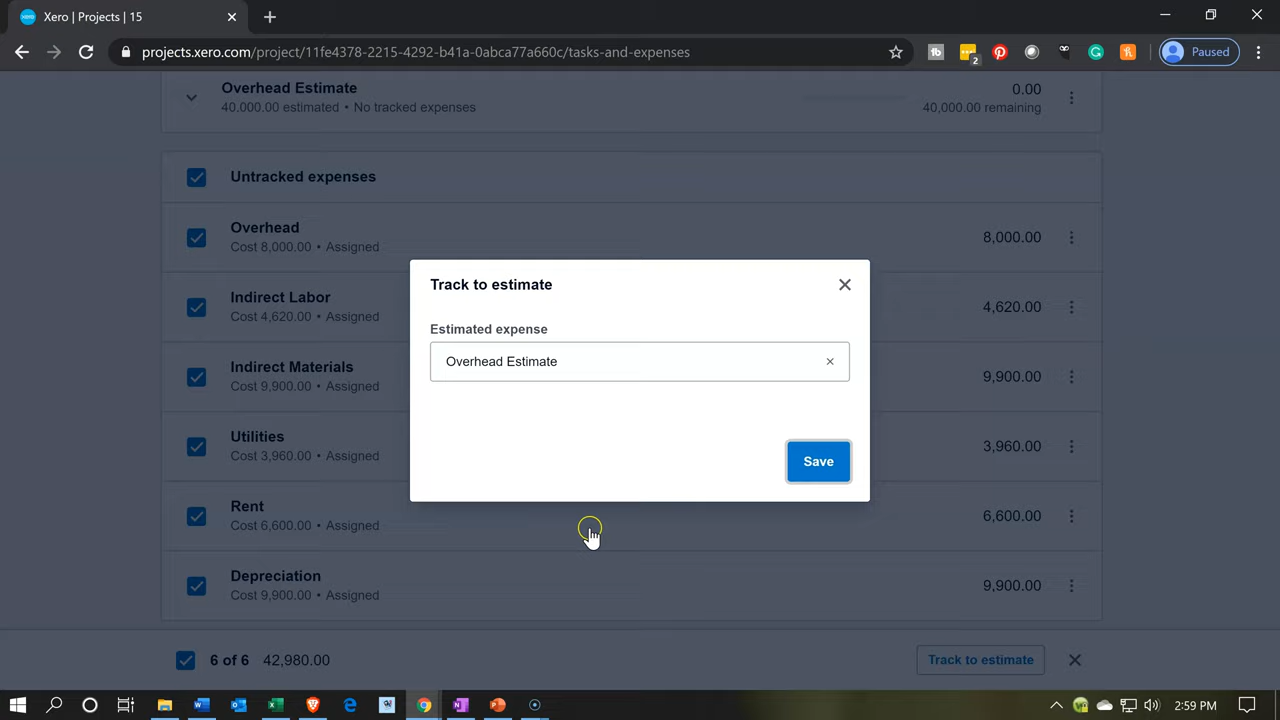 Xero | Projects | 15
projects.xero.com/project/11fe4378-2215-4292-b41a-0abca77a660c/tasks-and-expenses
2
Paused
Overhead Estimate
0.00
40,000.00 estimated • No tracked expenses
40,000.00 remaining
Untracked expenses
Overhead
8,000.00
Cost 8,000.00 • Assigned
Track to estimate
Indirect Labor
4,620.00
Cost 4,620.00 • Assigned
Estimated expense
Overhead Estimate
Indirect Materials
9,900.00
Cost 9,900.00 • Assigned
Utilities
3,960.00
Cost 3,960.00 • Assigned
Save
Rent
6,600.00
Cost 6,600.00 • Assigned
Depreciation
9,900.00
Cost 9,900.00 • Assigned
6 of 6 42,980.00
Track to estimate
2:59 PM